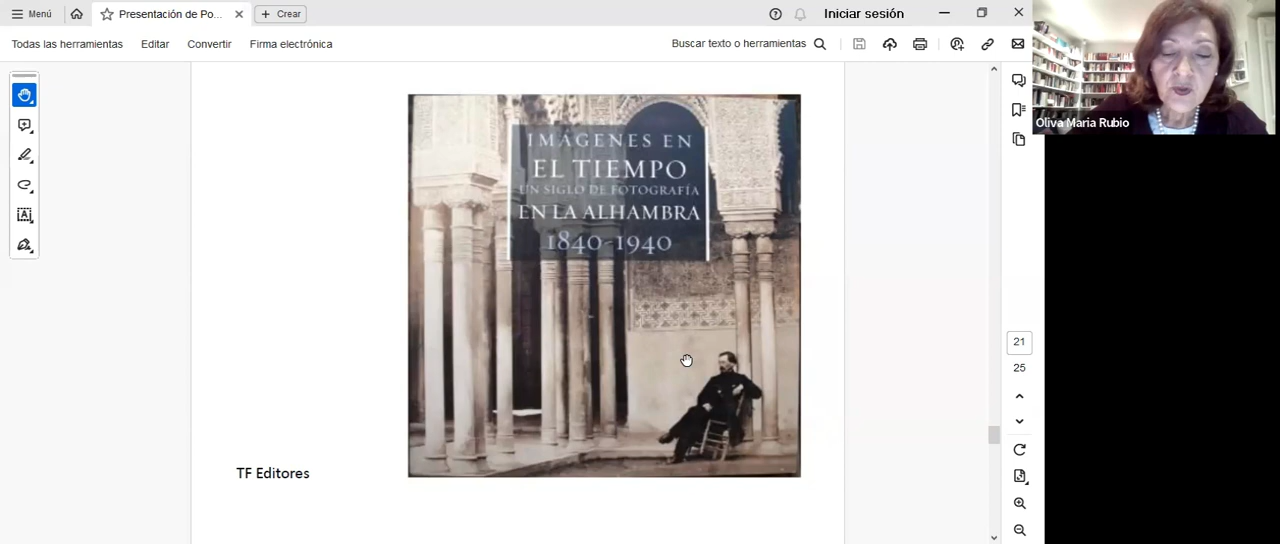 Menú
Presentación de Po...
Crear
Iniciar sesión
Todas las herramientas
Editar
Convertir
Firma electrónica
Buscar texto o herramientas
Oliva María Rubio
IMÁGENES EN
EL TIEMPO
UN SIGLO DE FOTOGRAFÍA
EN LA ALHAMBRA
1840-1940
21
25
TF Editores